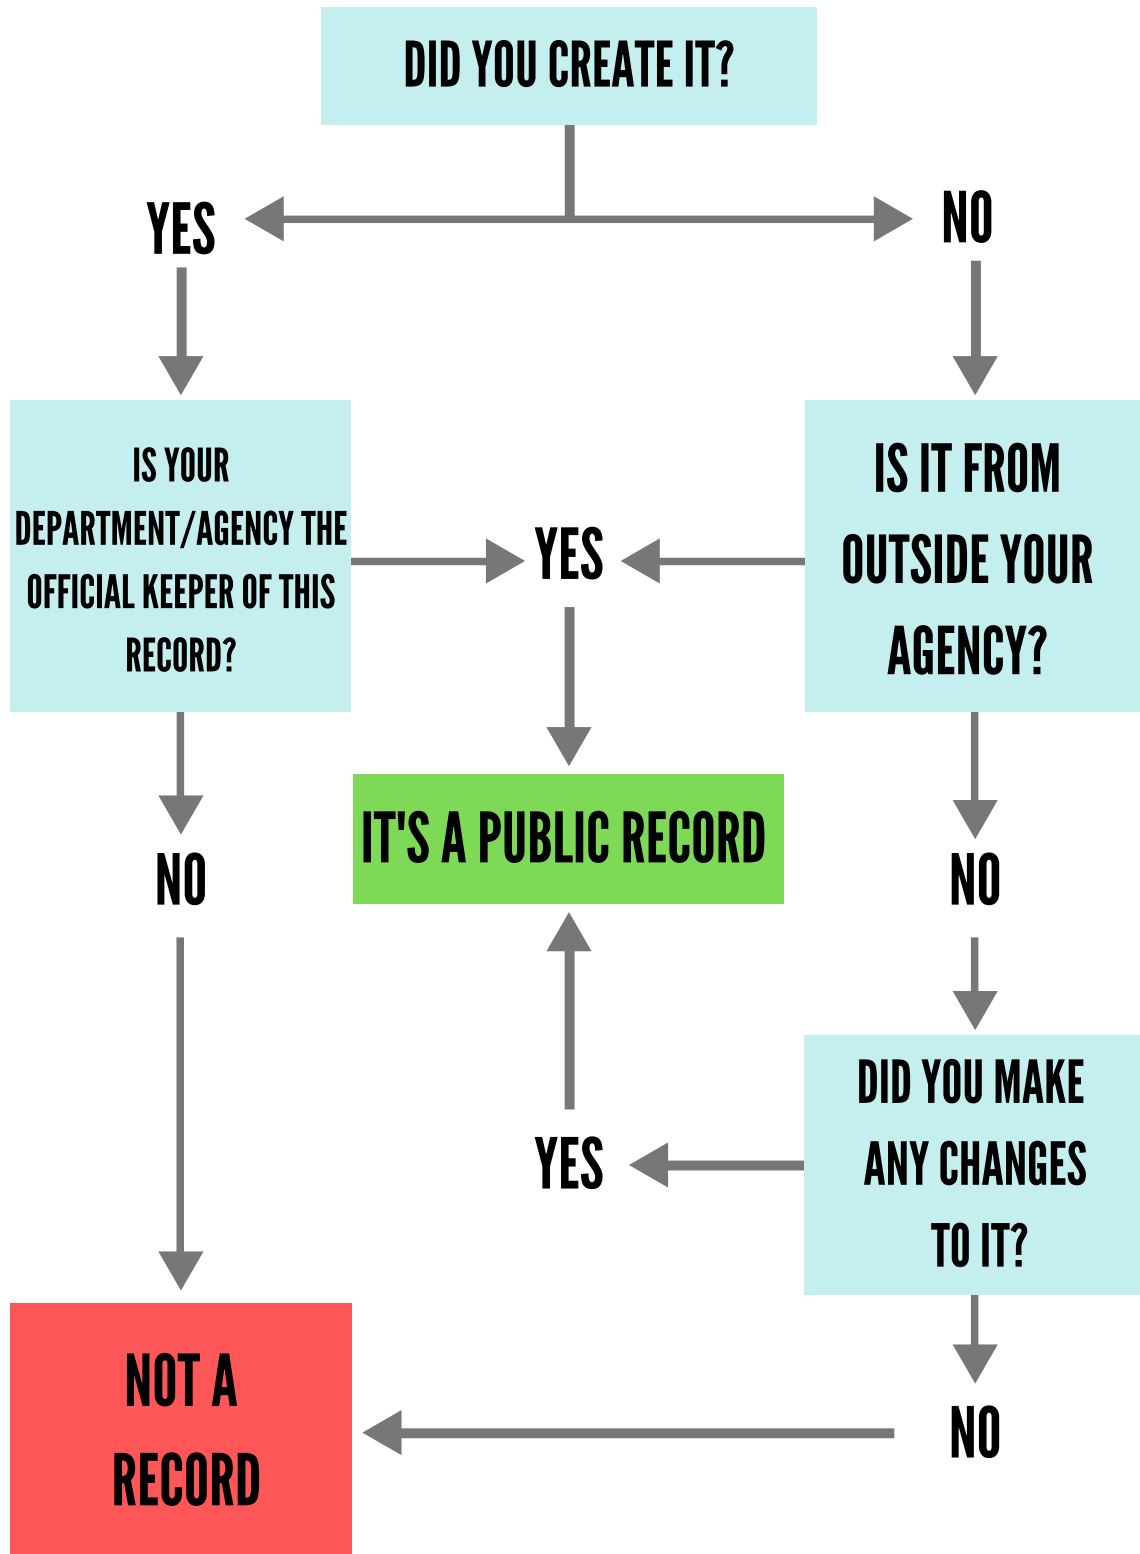 DID YOU CREATE IT?
YES
NO
IS YOUR
DEPARTMENT/AGENCY THE
OFFICIAL KEEPER OF THIS
RECORD?
YES
IS IT FROM
OUTSIDE YOUR
AGENCY?
IT'S A PUBLIC RECORD
NO
NO
DID YOU MAKE
ANY CHANGES
TO IT?
YES
NOT A
RECORD
NO